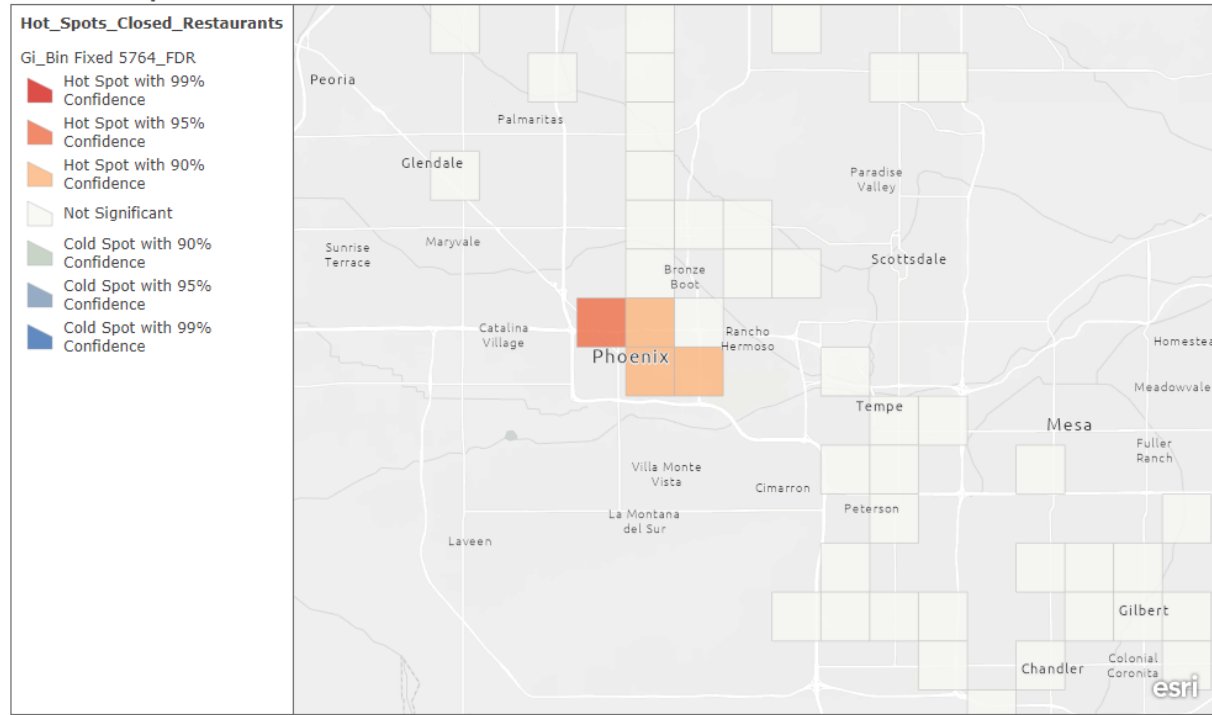 Hot_Spots_Closed_Restaurants
Gi_Bin Fixed 5764_FDR
Hot Spot with 99%
Confidence
Hot Spot with 95%
Confidence
Hot Spot with 90%
Confidence
Not Significant
Cold Spot with 90%
Confidence
Cold Spot with 95%
Confidence
Cold Spot with 99%
Confidence
Peoria
Palmaritas
Glendale
Paradise
Valley
Sunrise
Terrace
Maryvale
Scottsdale
Bronze
Boot
Catalina
Village
Rancho
Hermoso
Homestea
Phoenix
Meadowvale
Tempe
Mesa
Fuller
Ranch
Villa Monte
Vista
Cimarron
Peterson
La Montana
del Sur
Laveen
Gilbert
Chandler
Colonial
Coronita
esri